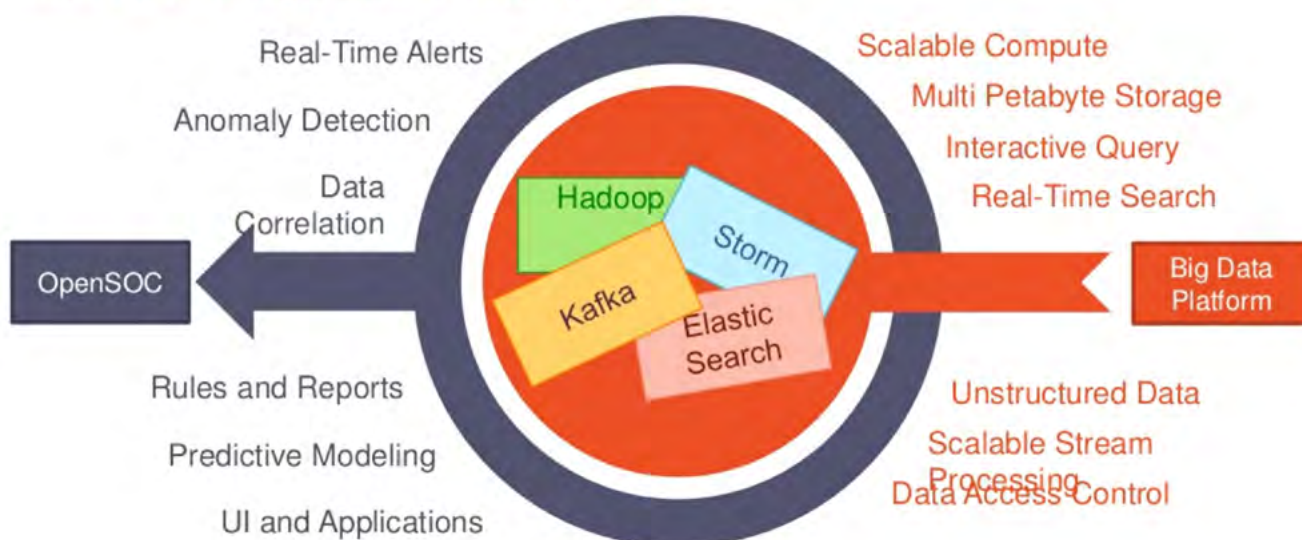 Real-Time Alerts
Anomaly Detection
Data
Correlation
OpenSOC
Rules and Reports
Predictive Modeling
UI and Applications
Hadoop
Storm
Kafka
Elastic
Search
Scalable Compute
Multi Petabyte Storage
Interactive Query
Real-Time Search
Big Data
Platform
Unstructured Data
Scalable Stream
Processing
Data Access Control